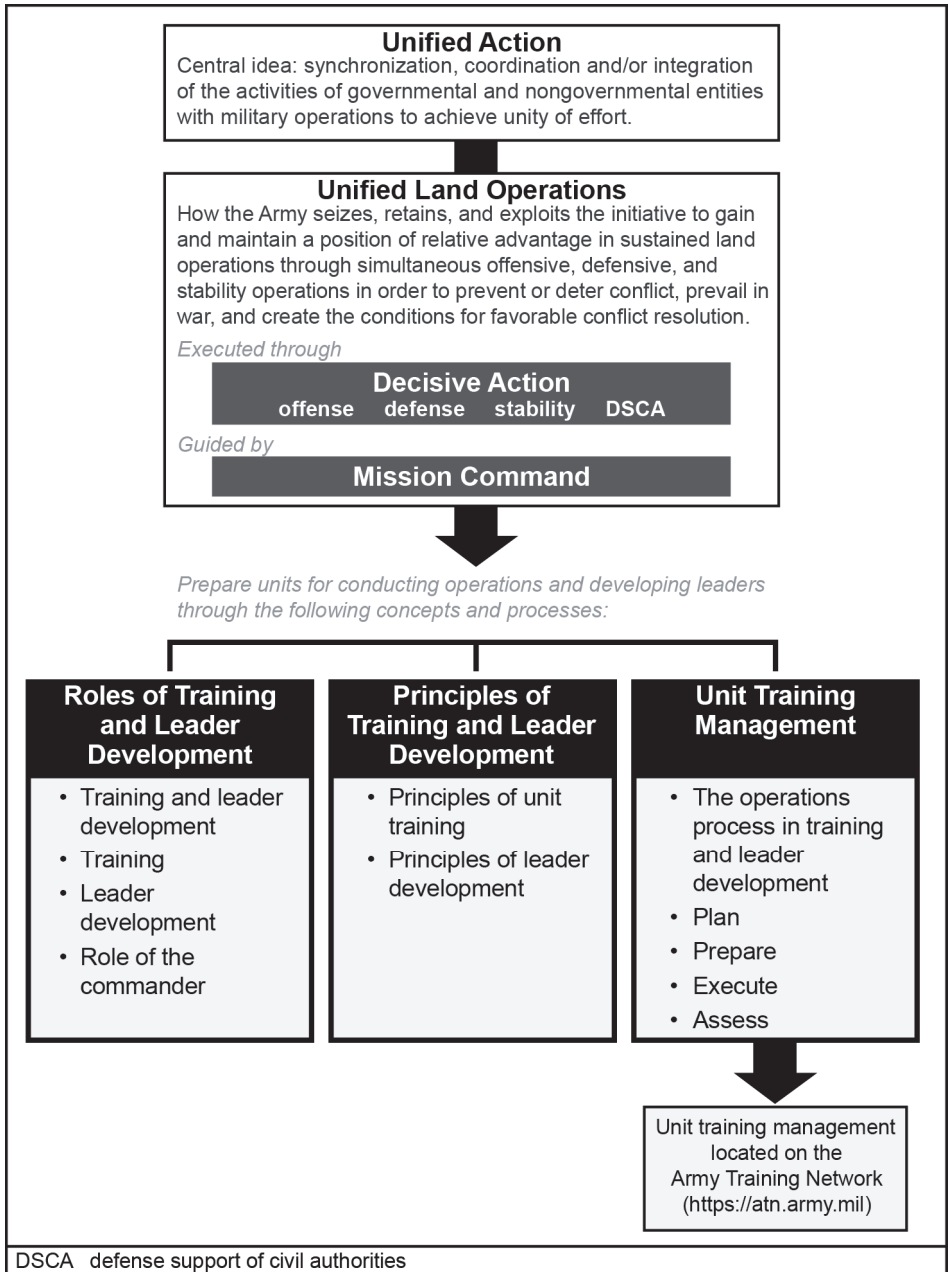 Unified Action
Central idea: synchronization, coordination and/or integration
of the activities of governmental and nongovernmental entities
with military operations to achieve unity of effort.
Unified Land Operations
How the Army seizes, retains, and exploits the initiative to gain
and maintain a position of relative advantage in sustained land
operations through simultaneous offensive, defensive, and
stability operations in order to prevent or deter conflict, prevail in
war, and create the conditions for favorable conflict resolution.
Executed through
Decisive Action
offense defense stability DSCA
Guided by
Mission Command
Prepare units for conducting operations and developing leaders
through the following concepts and processes:
Roles of Training
and Leader
Development
• Training and leader
development
• Training
• Leader
development
• Role of the
commander
Principles of
Training and Leader
Development
• Principles of unit
training
• Principles of leader
development
Unit Training
Management
• The operations
process in training
and leader
development
• Plan
• Prepare
• Execute
• Assess
Unit training management
located on the
Army Training Network
(https://atn.army.mil)
DSCA defense support of civil authorities